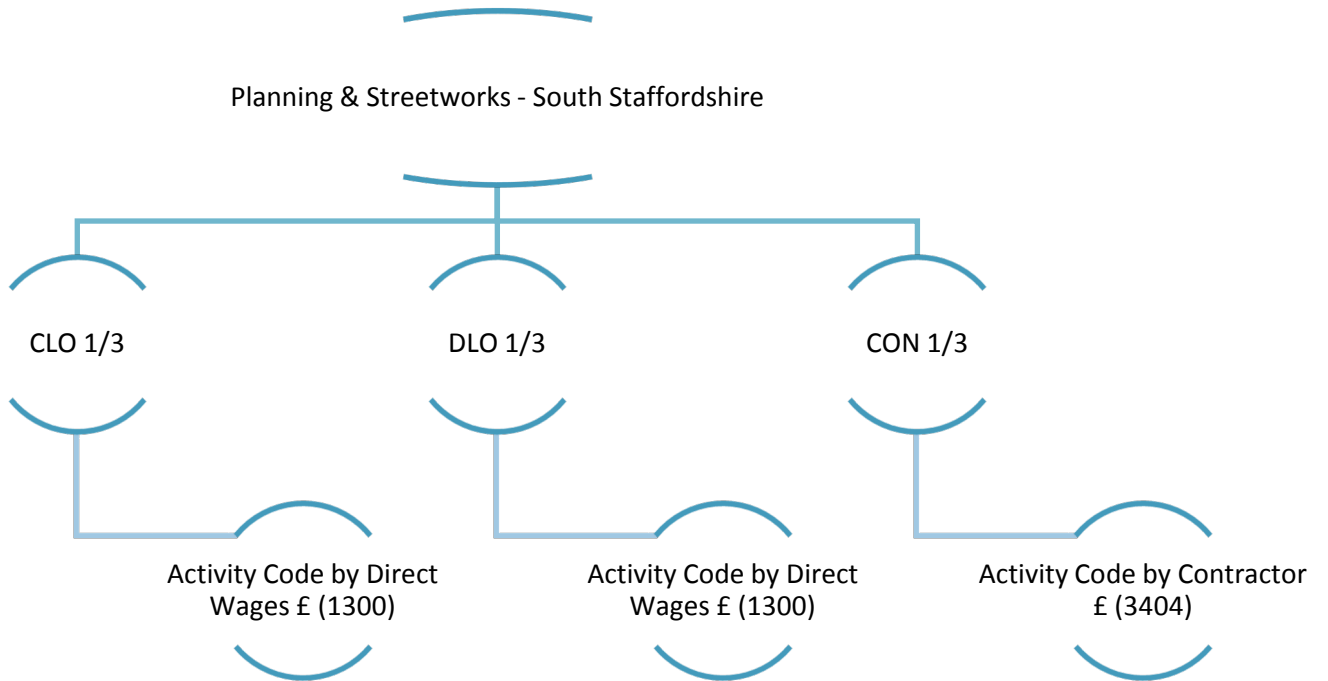 Planning & Streetworks - South Staffordshire
CLO 1/3
DLO 1/3
CON 1/3
Activity Code by Direct
Wages £ (1300)
Activity Code by Direct
Wages £ (1300)
Activity Code by Contractor
£ (3404)